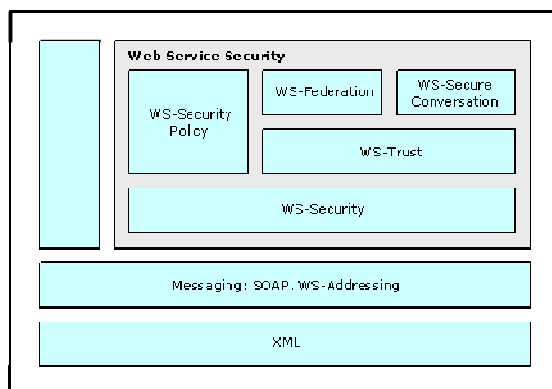 Web Service Security
WS-Security
Policy
WS-Federation
WS-Secure
Conversation
WS-Trust
WS-Security
Messaging: SOAP, WS-Addressing
XML